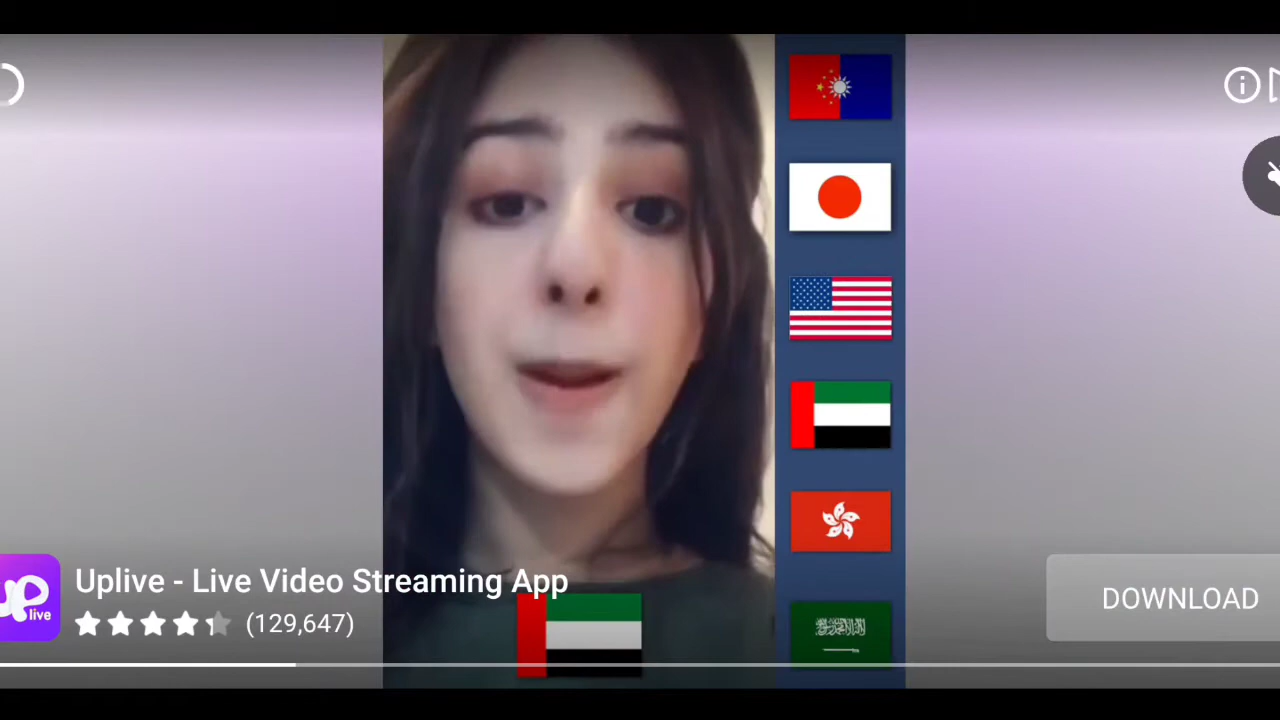 Uplive - Live Video Streaming App
(129,647)
DOWNLOAD
UP
live